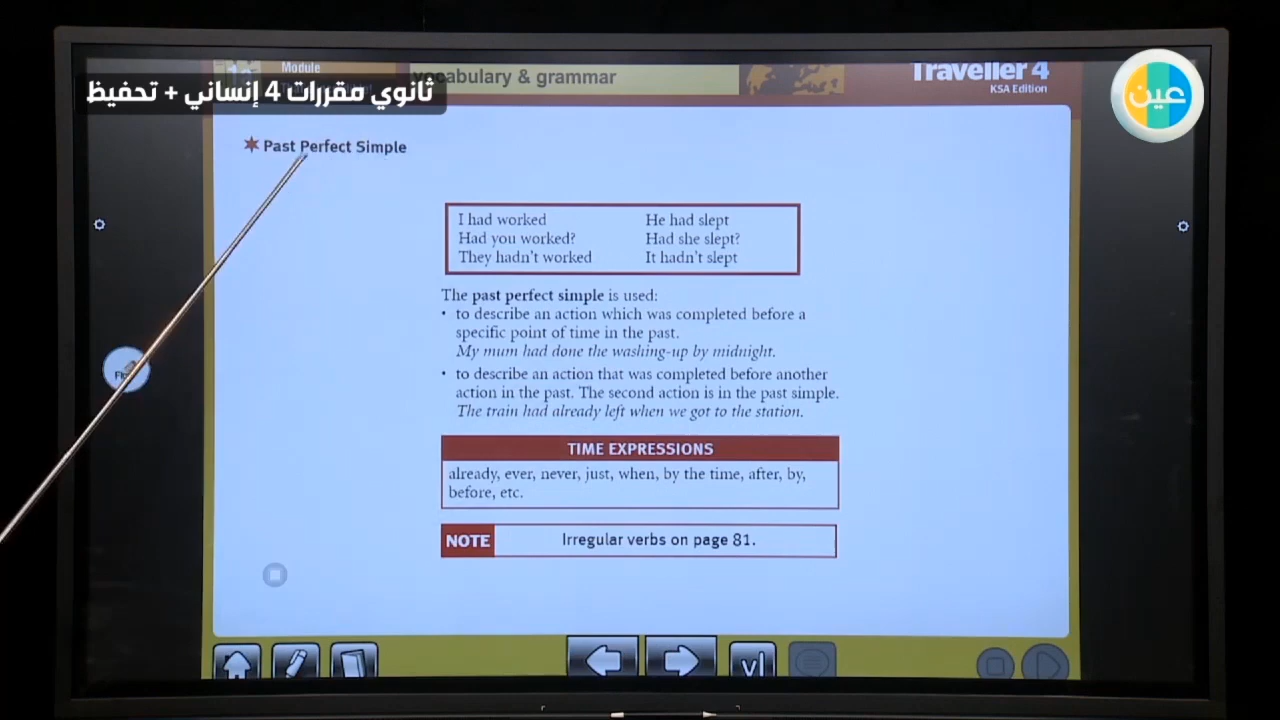 Module
vocabulary & grammar
Traveller 4
KSA Edition
ثانوي مقررات 4 إنساني + تحفيظ
عين
Past Perfect Simple
I had worked
Had you worked?
They hadn't worked
He had slept
Had she slept?
It hadn't slept
The past perfect simple is used:
• to describe an action which was completed before a
specific point of time in the past.
My mum had done the washing-up by midnight.
• to describe an action that was completed before another
action in the past. The second action is in the past simple.
The train had already left when we got to the station.
TIME EXPRESSIONS
already, ever, never, just, when, by the time, after, by,
before, etc.
NOTE
Irregular verbs on page 81.